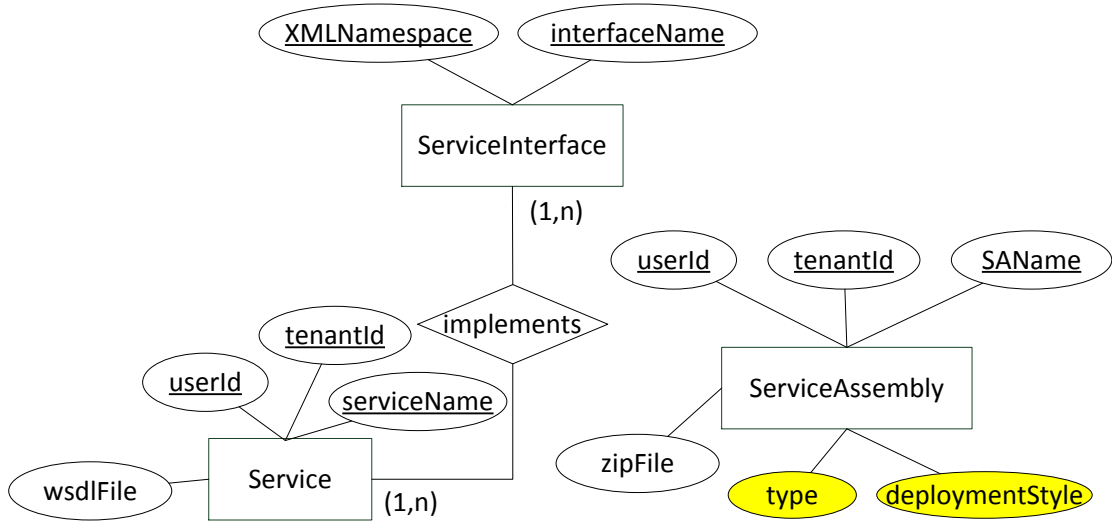 XMLNamespace
interfaceName
ServiceInterface
(1,n)
userId
tenantId
SAName
implements
tenantId
userId
serviceName
ServiceAssembly
zipFile
Service
wsdlFile
(1,n)
type
deploymentStyle